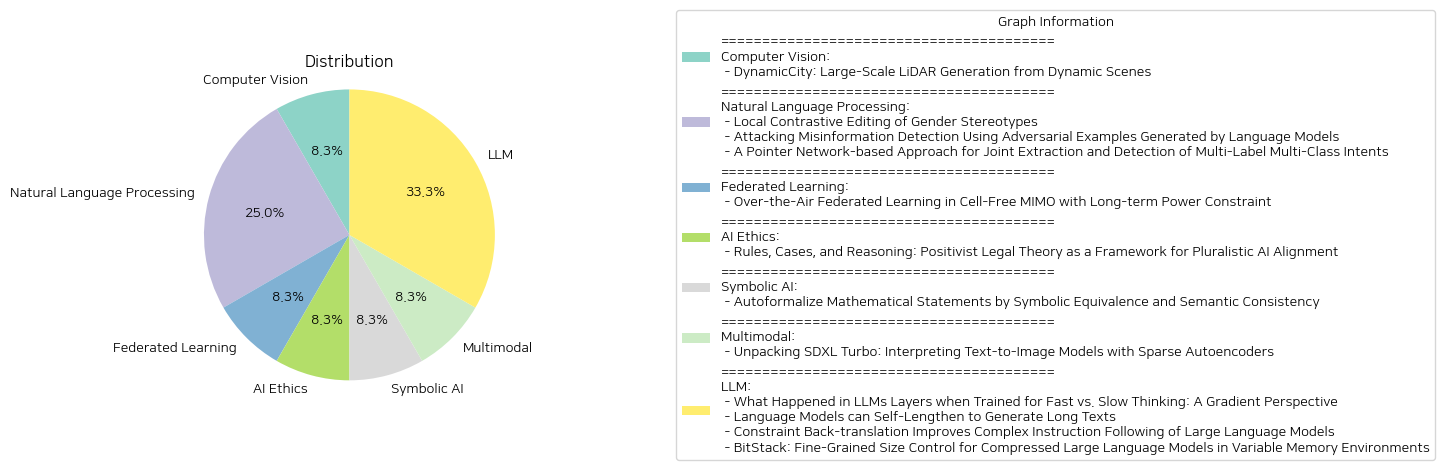 Distribution
Computer Vision
8.3%
LLM
33.3%
Natural Language Processing
25.0%
8.3%
8.3%
8.3%
8.3%
Federated Learning
Multimodal
AI Ethics
Symbolic AI
Graph Information
========================================
Computer Vision:
- DynamicCity: Large-Scale LiDAR Generation from Dynamic Scenes
========================================
Natural Language Processing:
- Local Contrastive Editing of Gender Stereotypes
- Attacking Misinformation Detection Using Adversarial Examples Generated by Language Models
- A Pointer Network-based Approach for Joint Extraction and Detection of Multi-Label Multi-Class Intents
========================================
Federated Learning:
- Over-the-Air Federated Learning in Cell-Free MIMO with Long-term Power Constraint
========================================
AI Ethics:
- Rules, Cases, and Reasoning: Positivist Legal Theory as a Framework for Pluralistic AI Alignment
========================================
Symbolic AI:
- Autoformalize Mathematical Statements by Symbolic Equivalence and Semantic Consistency
========================================
Multimodal:
- Unpacking SDXL Turbo: Interpreting Text-to-Image Models with Sparse Autoencoders
========================================
LLM:
- What Happened in LLMs Layers when Trained for Fast vs. Slow Thinking: A Gradient Perspective
- Language Models can Self-Lengthen to Generate Long Texts
- Constraint Back-translation Improves Complex Instruction Following of Large Language Models
- BitStack: Fine-Grained Size Control for Compressed Large Language Models in Variable Memory Environments